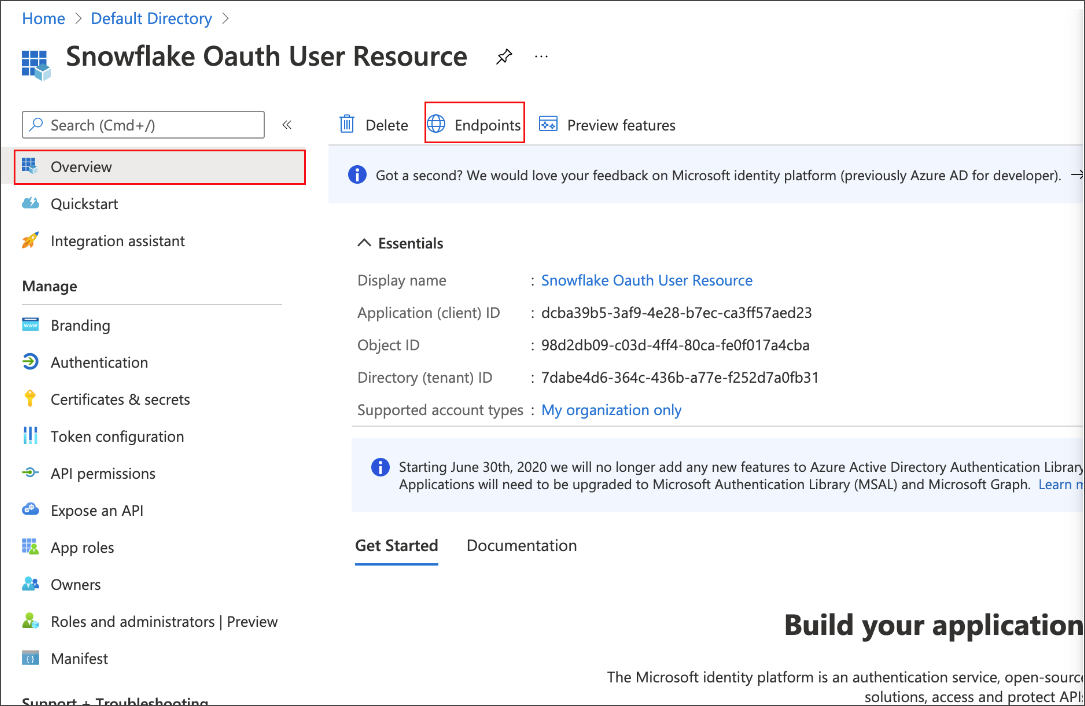 Home > Default Directory >
Snowflake Oauth User Resource ...
Search (Cmd+/) «
Overview
Quickstart
Integration assistant
Manage
Branding
Authentication
Certificates & secrets
Token configuration
API permissions
Expose an API
App roles
Owners
Roles and administrators | Preview
Manifest
Support + Troubleshooting
Delete Endpoints Preview features
Got a second? We would love your feedback on Microsoft identity platform (previously Azure AD for developer). →
Essentials
Display name : Snowflake Oauth User Resource
Application (client) ID : dcba39b5-3af9-4e28-b7ec-ca3ff57aed23
Object ID : 98d2db09-c03d-4ff4-80ca-fe0f017a4cba
Directory (tenant) ID : 7dabe4d6-364c-436b-a77e-f252d7a0fb31
Supported account types : My organization only
Starting June 30th, 2020 we will no longer add any new features to Azure Active Directory Authentication Library
Applications will need to be upgraded to Microsoft Authentication Library (MSAL) and Microsoft Graph. Learn
Get Started Documentation
Build your application
The Microsoft identity platform is an authentication service, open-source
solutions, access and protect API